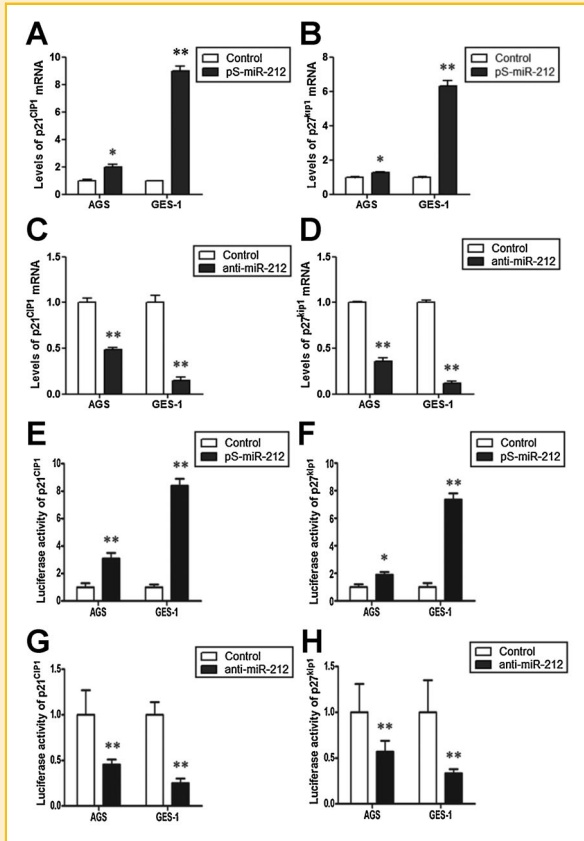 A
Control
pS-miR-212
Levels of p21CIP1 mRNA
10
8
6
4
2
0
*
**
AGS
GES-1
B
Control
pS-miR-212
Levels of p27kip1 mRNA
8
6
4
2
0
*
**
AGS
GES-1
C
Control
anti-miR-212
Levels of p21CIP1 mRNA
1.5
1.0
0.5
0.0
**
**
AGS
GES-1
D
Control
anti-miR-212
Levels of p27kip1 mRNA
1.5
1.0
0.5
0.0
**
**
AGS
GES-1
E
Control
pS-miR-212
Luciferase activity of p21CIP1
10
8
6
4
2
0
**
**
AGS
GES-1
F
Control
pS-miR-212
Luciferase activity of p27kip1
10
8
6
4
2
0
*
**
AGS
GES-1
G
Control
anti-miR-212
Luciferase activity of p21CIP1
1.5
1.0
0.5
0.0
**
**
AGS
GES-1
H
Control
anti-miR-212
Luciferase activity of p27kip1
1.5
1.0
0.5
0.0
**
**
AGS
GES-1